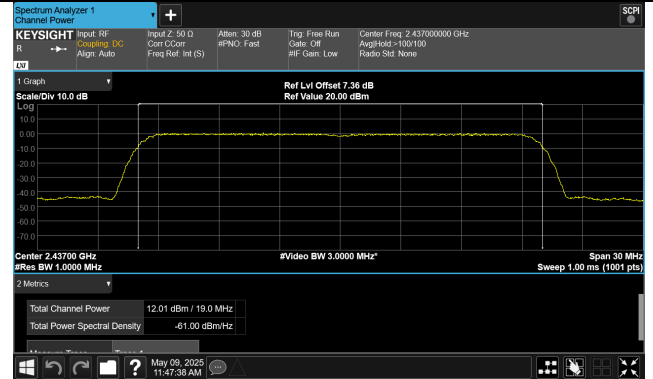 Spectrum Analyzer 1
Channel Power
SCPI
KEYSIGHT Input: RF Input Z: 50 Ω Atten: 30 dB Trig: Free Run Center Freq: 2.437000000 GHz
R Coupling: DC Corr CCorr #PNO: Fast Gate: Off Avg|Hold:>100/100
Align: Auto Freq Ref: Int (S) #IF Gain: Low Radio Std: None
LXI
1 Graph
Ref Lvl Offset 7.36 dB
Scale/Div 10.0 dB Ref Value 20.00 dBm
Log
10.0
0.00
-10.0
-20.0
-30.0
-40.0
-50.0
-60.0
-70.0
Center 2.43700 GHz #Video BW 3.0000 MHz* Span 30 MHz
#Res BW 1.0000 MHz Sweep 1.00 ms (1001 pts)
2 Metrics
Total Channel Power 12.01 dBm / 19.0 MHz
Total Power Spectral Density -61.00 dBm/Hz
May 09, 2025
11:47:38 AM